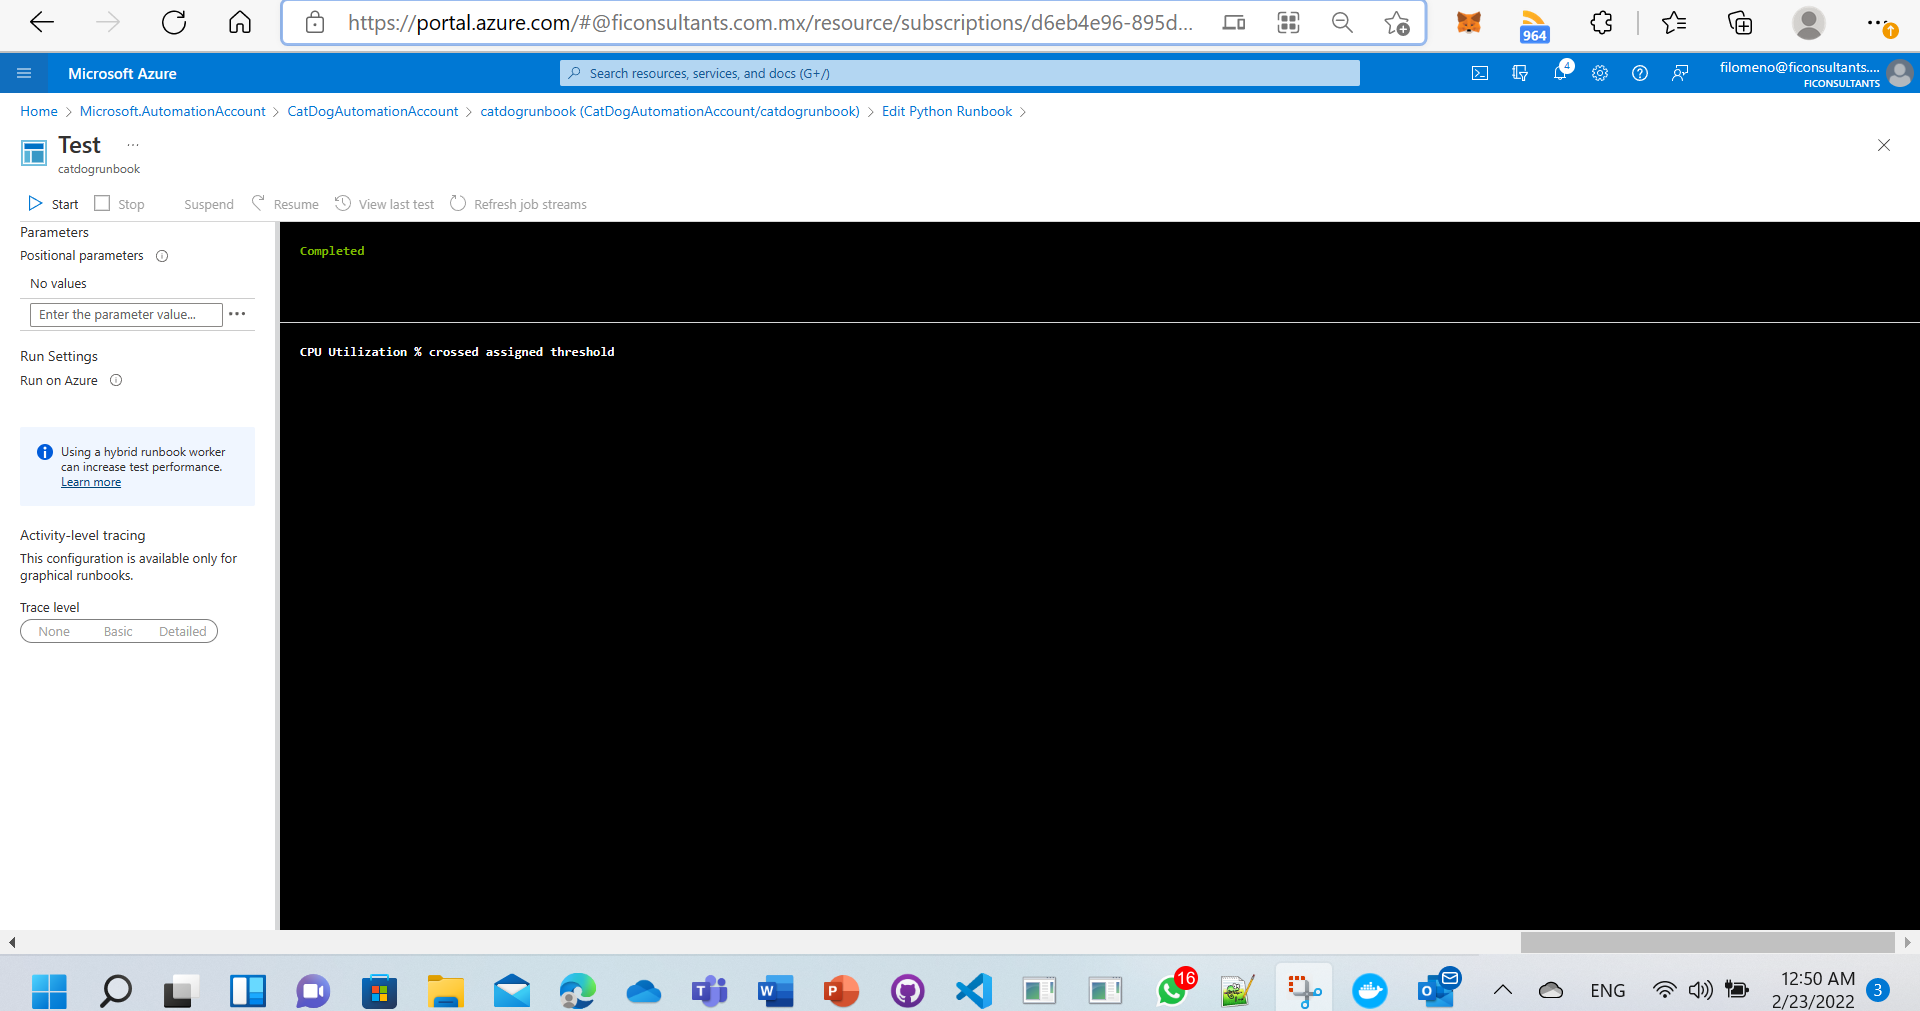 https://portal.azure.com/#@ficonsultants.com.mx/resource/subscriptions/d6eb4e96-895d...
964
Microsoft Azure
Search resources, services, and docs (G+/)
4
filomeno@ficonsultants....
FICONSULTANTS
Home > Microsoft.AutomationAccount > CatDogAutomationAccount > catdogrunbook (CatDogAutomationAccount/catdogrunbook) > Edit Python Runbook >
Test ...
catdogrunbook
Start Stop Suspend Resume View last test Refresh job streams
Parameters
Positional parameters
No values
Enter the parameter value...
Run Settings
Run on Azure
Using a hybrid runbook worker
can increase test performance.
Learn more
Activity-level tracing
This configuration is available only for
graphical runbooks.
Trace level
None Basic Detailed
Completed
CPU Utilization % crossed assigned threshold
16
ENG
12:50 AM
2/23/2022
3